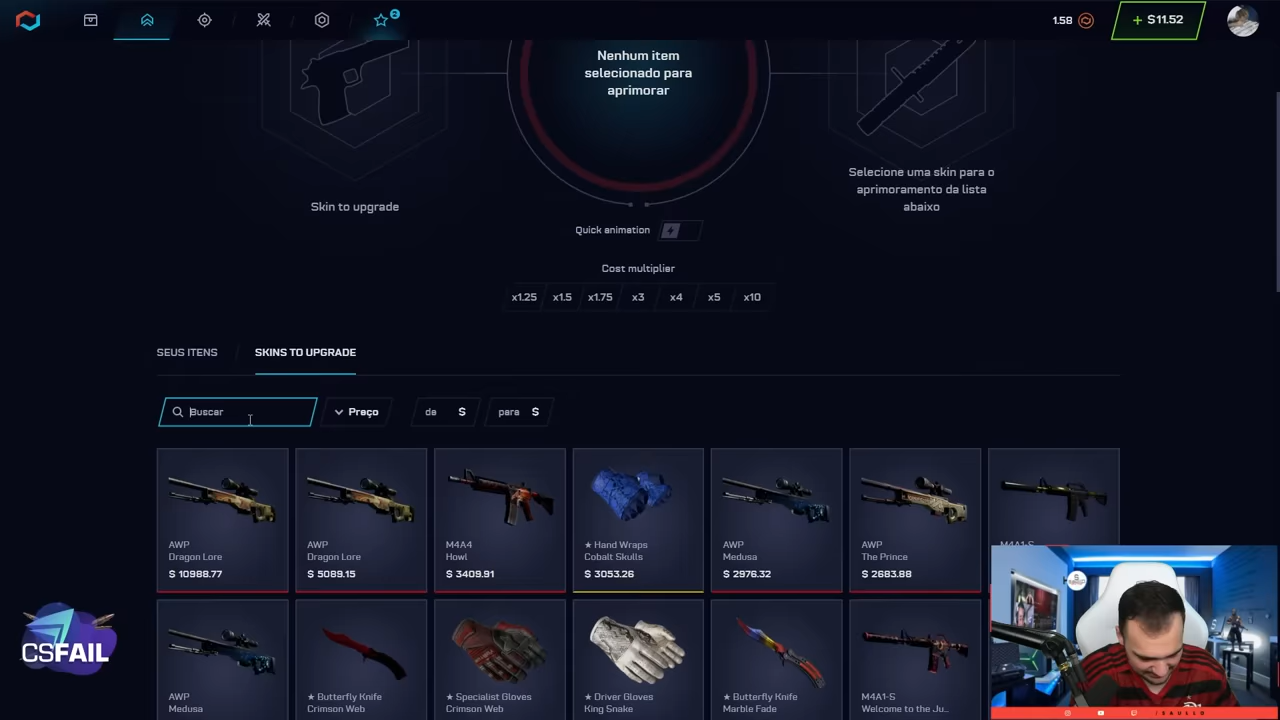 2
1.58
+ $11.52
Nenhum item
selecionado para
aprimorar
Skin to upgrade
Selecione uma skin para o
aprimoramento da lista
abaixo
Quick animation
Cost multiplier
x1.25 x1.5 x1.75 x3 x4 x5 x10
SEUS ITENS / SKINS TO UPGRADE
Buscar Preço de $ para $
AWP
Dragon Lore
$ 10988.77
AWP
Dragon Lore
$ 5089.15
M4A4
Howl
$ 3409.91
★ Hand Wraps
Cobalt Skulls
$ 3053.26
AWP
Medusa
$ 2976.32
AWP
The Prince
$ 2683.88
M4A1-S
AWP
Medusa
★ Butterfly Knife
Crimson Web
★ Specialist Gloves
Crimson Web
★ Driver Gloves
King Snake
★ Butterfly Knife
Marble Fade
M4A1-S
Welcome to the Ju...
CSFAIL